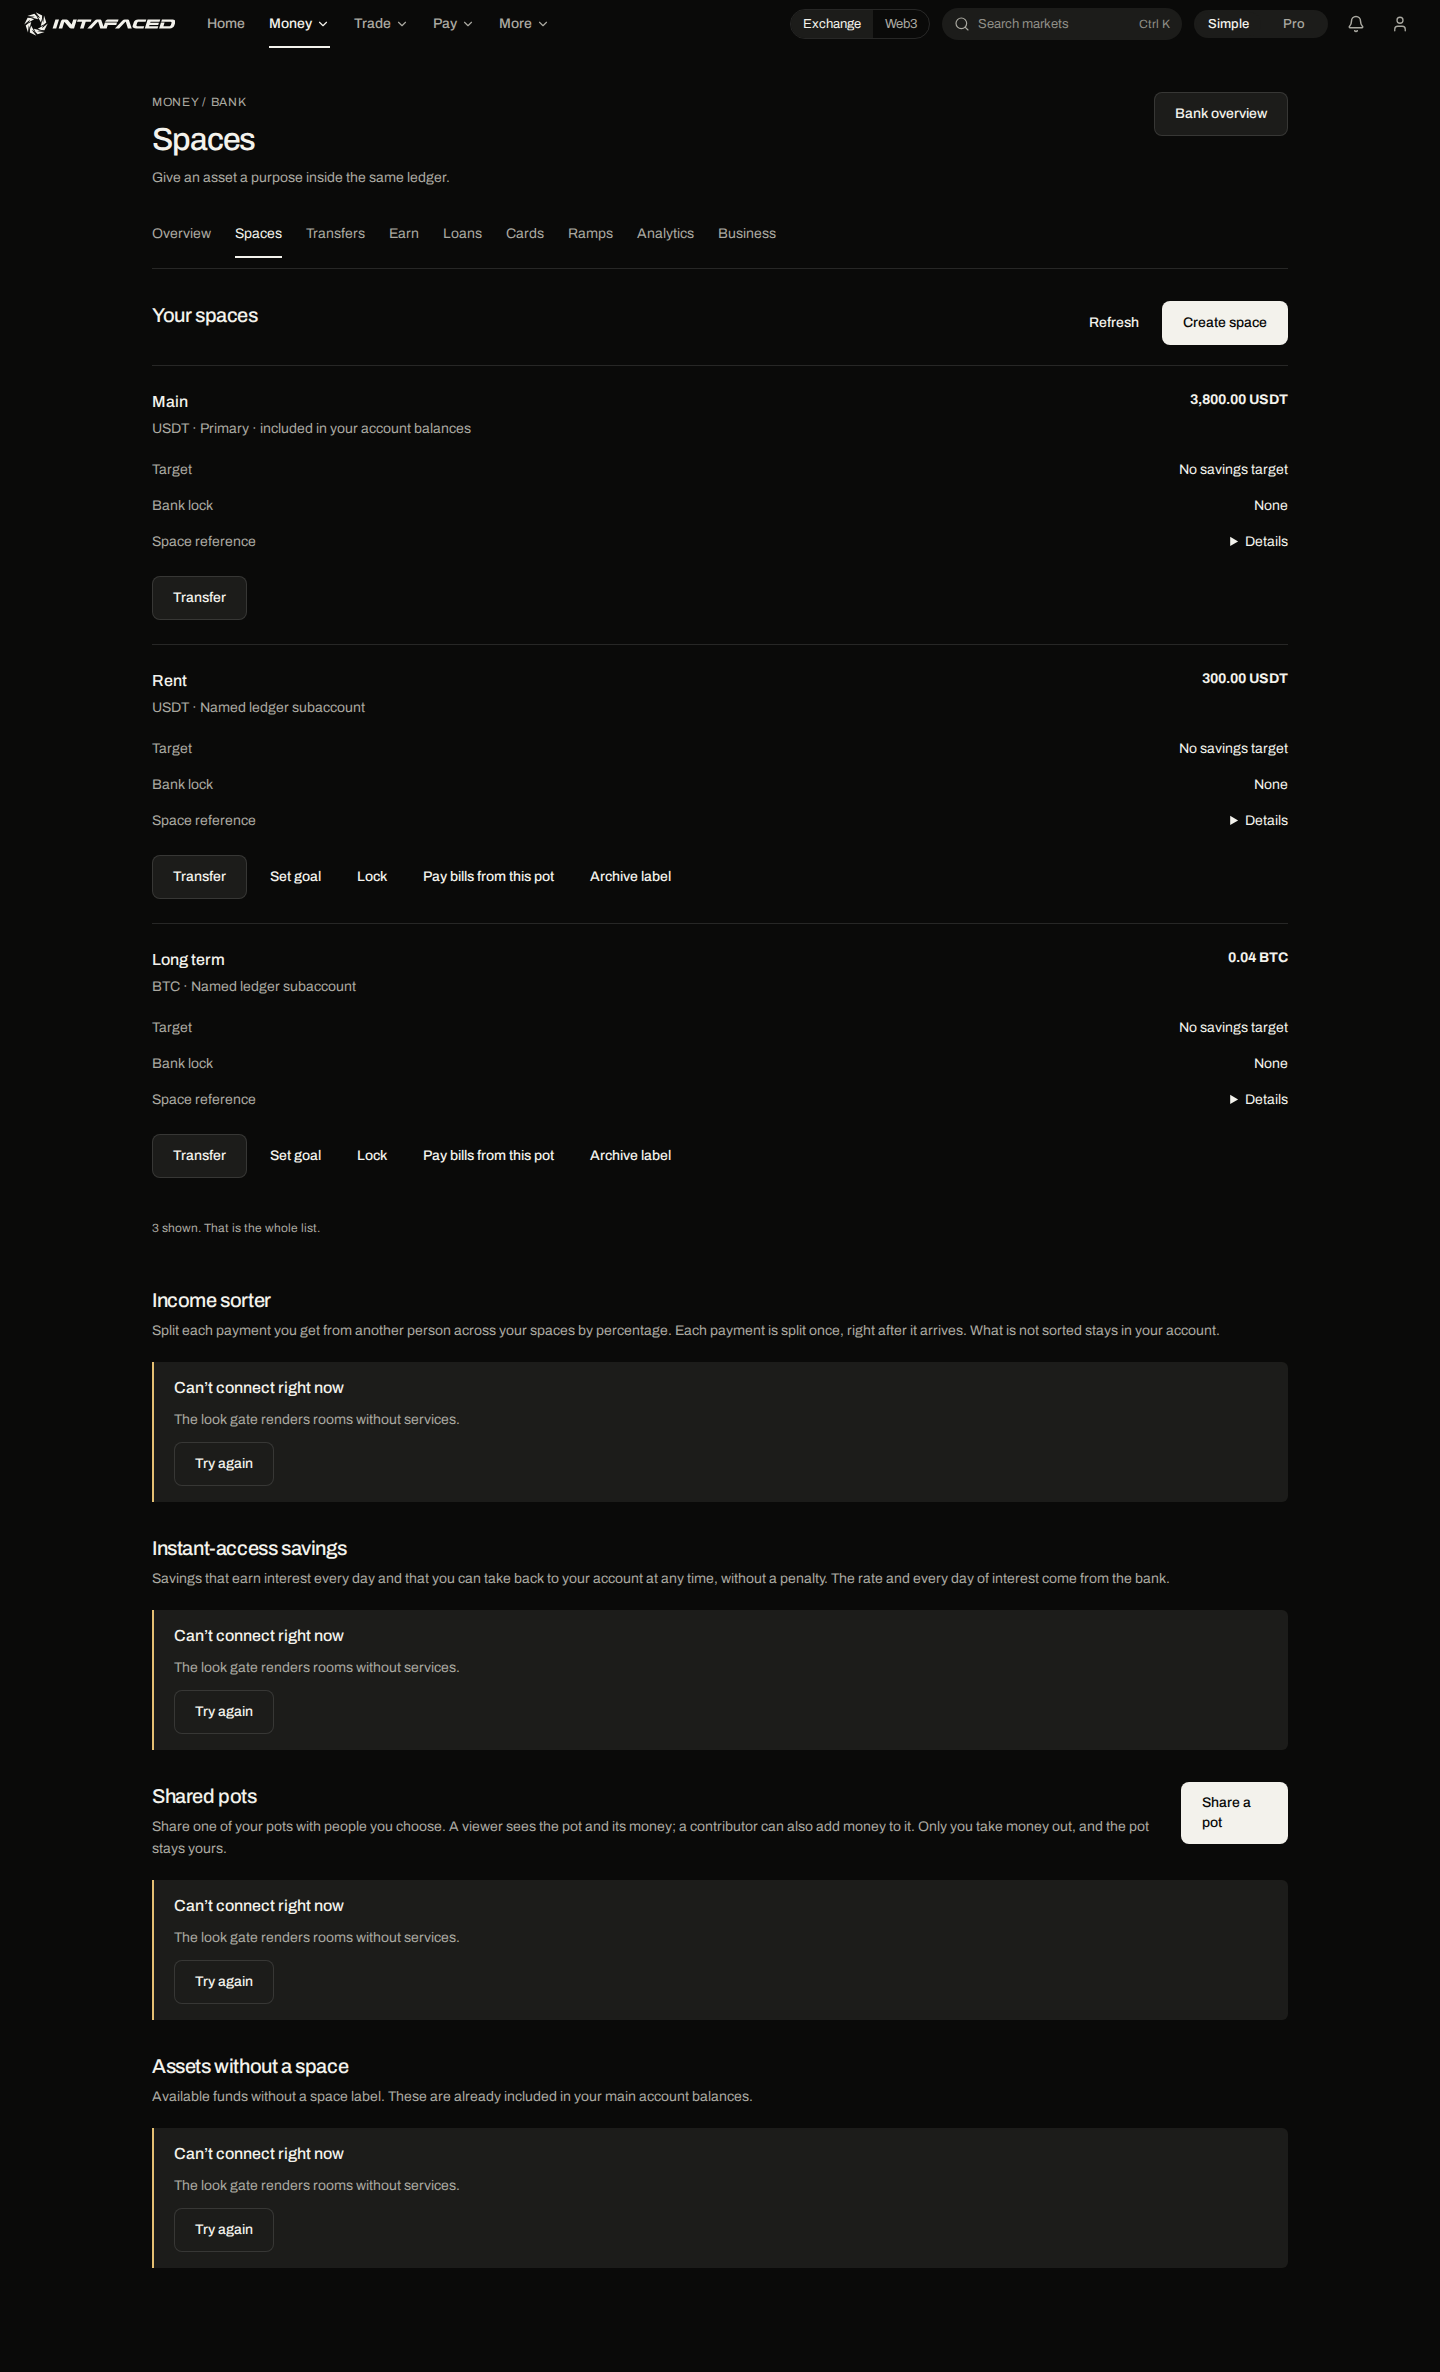 INTAFACED
Home
Money
Trade
Pay
More
Exchange
Web3
Search markets
Ctrl K
Simple
Pro
MONEY / BANK
Spaces
Give an asset a purpose inside the same ledger.
Bank overview
Overview
Spaces
Transfers
Earn
Loans
Cards
Ramps
Analytics
Business
Your spaces
Refresh
Create space
Main
3,800.00 USDT
USDT · Primary · included in your account balances
Target
No savings target
Bank lock
None
Space reference
Details
Transfer
Rent
300.00 USDT
USDT · Named ledger subaccount
Target
No savings target
Bank lock
None
Space reference
Details
Transfer
Set goal
Lock
Pay bills from this pot
Archive label
Long term
0.04 BTC
BTC · Named ledger subaccount
Target
No savings target
Bank lock
None
Space reference
Details
Transfer
Set goal
Lock
Pay bills from this pot
Archive label
3 shown. That is the whole list.
Income sorter
Split each payment you get from another person across your spaces by percentage. Each payment is split once, right after it arrives. What is not sorted stays in your account.
Can’t connect right now
The look gate renders rooms without services.
Try again
Instant-access savings
Savings that earn interest every day and that you can take back to your account at any time, without a penalty. The rate and every day of interest come from the bank.
Can’t connect right now
The look gate renders rooms without services.
Try again
Shared pots
Share one of your pots with people you choose. A viewer sees the pot and its money; a contributor can also add money to it. Only you take money out, and the pot
stays yours.
Share a
pot
Can’t connect right now
The look gate renders rooms without services.
Try again
Assets without a space
Available funds without a space label. These are already included in your main account balances.
Can’t connect right now
The look gate renders rooms without services.
Try again